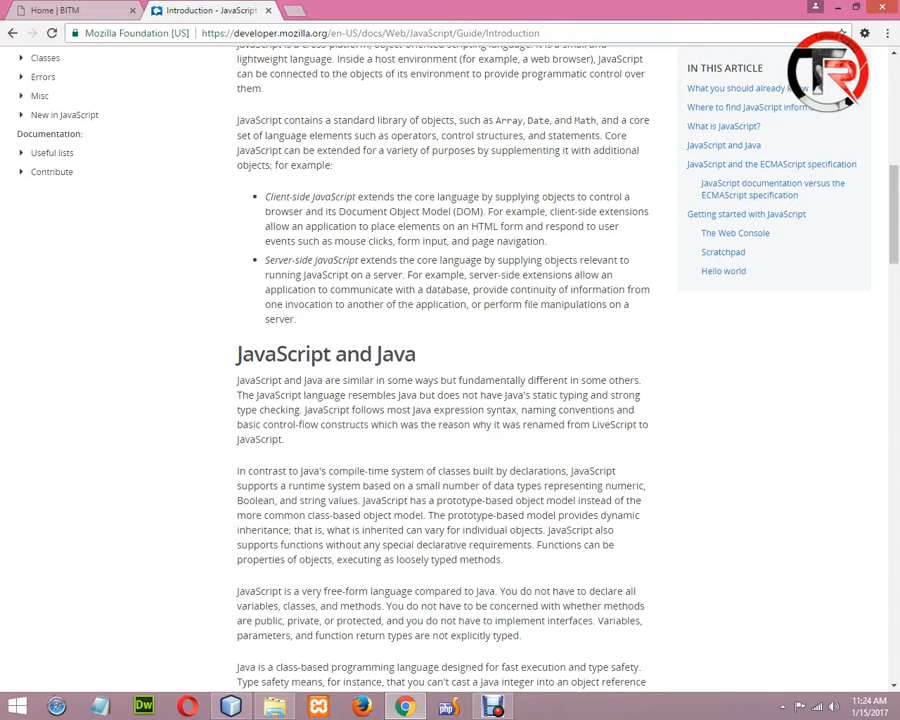 Home | BITM
Introduction - JavaScript
Mozilla Foundation [US]
https://developer.mozilla.org/en-US/docs/Web/JavaScript/Guide/Introduction
Classes
Errors
Misc
New in JavaScript
Documentation:
Useful lists
Contribute
JavaScript is a cross-platform, object-oriented scripting language. It is a small and
lightweight language. Inside a host environment (for example, a web browser), JavaScript
can be connected to the objects of its environment to provide programmatic control over
them.
JavaScript contains a standard library of objects, such as Array, Date, and Math, and a core
set of language elements such as operators, control structures, and statements. Core
JavaScript can be extended for a variety of purposes by supplementing it with additional
objects; for example:
Client-side JavaScript extends the core language by supplying objects to control a
browser and its Document Object Model (DOM). For example, client-side extensions
allow an application to place elements on an HTML form and respond to user
events such as mouse clicks, form input, and page navigation.
Server-side JavaScript extends the core language by supplying objects relevant to
running JavaScript on a server. For example, server-side extensions allow an
application to communicate with a database, provide continuity of information from
one invocation to another of the application, or perform file manipulations on a
server.
JavaScript and Java
JavaScript and Java are similar in some ways but fundamentally different in some others.
The JavaScript language resembles Java but does not have Java's static typing and strong
type checking. JavaScript follows most Java expression syntax, naming conventions and
basic control-flow constructs which was the reason why it was renamed from LiveScript to
JavaScript.
In contrast to Java's compile-time system of classes built by declarations, JavaScript
supports a runtime system based on a small number of data types representing numeric,
Boolean, and string values. JavaScript has a prototype-based object model instead of the
more common class-based object model. The prototype-based model provides dynamic
inheritance; that is, what is inherited can vary for individual objects. JavaScript also
supports functions without any special declarative requirements. Functions can be
properties of objects, executing as loosely typed methods.
JavaScript is a very free-form language compared to Java. You do not have to declare all
variables, classes, and methods. You do not have to be concerned with whether methods
are public, private, or protected, and you do not have to implement interfaces. Variables,
parameters, and function return types are not explicitly typed.
Java is a class-based programming language designed for fast execution and type safety.
Type safety means, for instance, that you can't cast a Java integer into an object reference
IN THIS ARTICLE
What you should already know
Where to find JavaScript inform
What is JavaScript?
JavaScript and Java
JavaScript and the ECMAScript specification
JavaScript documentation versus the
ECMAScript specification
Getting started with JavaScript
The Web Console
Scratchpad
Hello world
TR
Dw
php
11:24 AM
1/15/2017